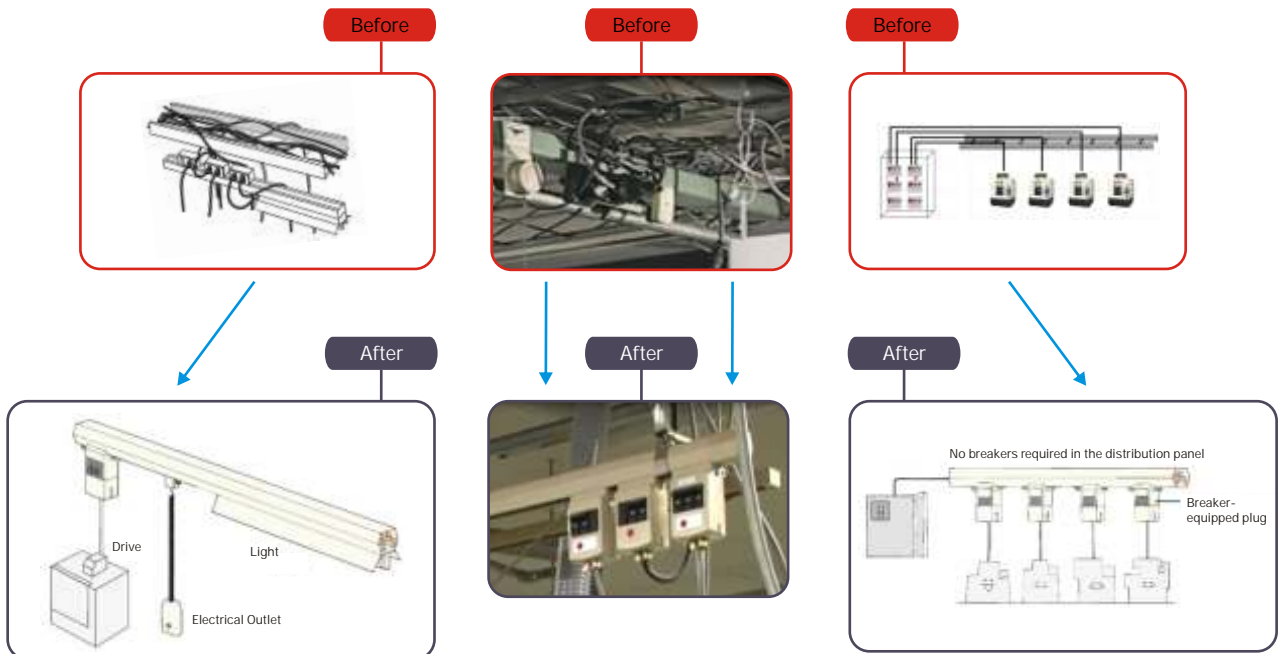 Before
Before
Before
After
After
After
Drive
Light
Electrical Outlet
No breakers required in the distribution panel
Breaker-
equipped plug